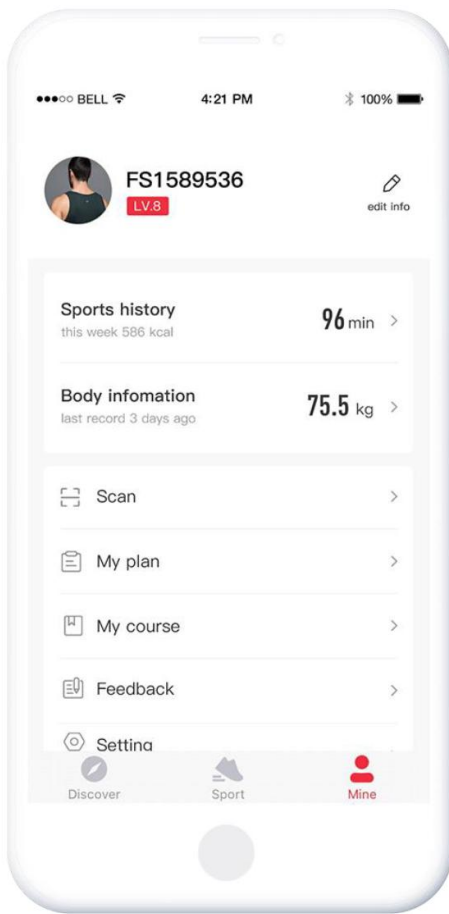 ●●●○○ BELL 4:21 PM 100%
FS1589536
LV.8
edit info
Sports history
this week 586 kcal
96 min
Body infomation
last record 3 days ago
75.5 kg
Scan
My plan
My course
Feedback
Setting
Discover Sport Mine